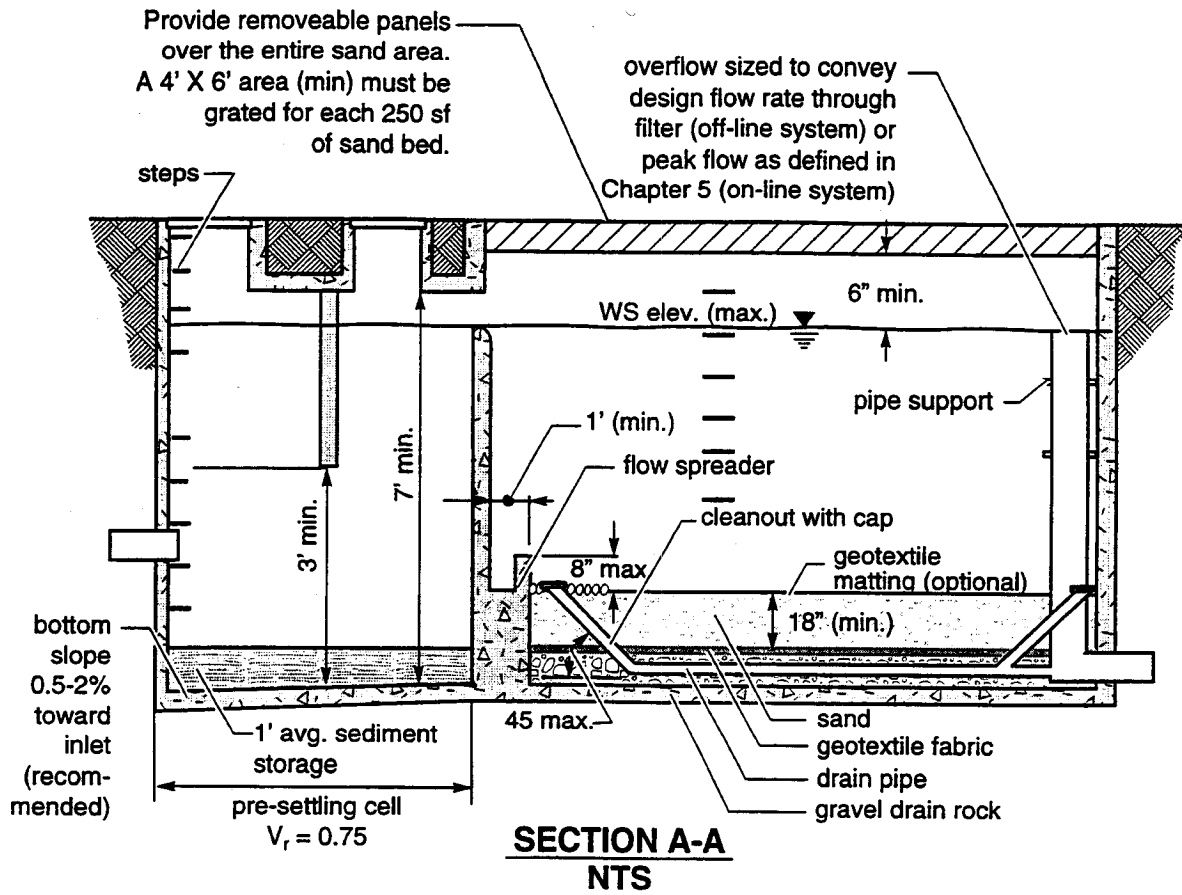 Provide removeable panels
over the entire sand area.
A 4' X 6' area (min) must be
grated for each 250 sf
of sand bed.
overflow sized to convey
design flow rate through
filter (off-line system) or
peak flow as defined in
Chapter 5 (on-line system)
steps
6" min.
WS elev. (max.)
pipe support
1' (min.)
flow spreader
7' min.
3' min.
cleanout with cap
8" max
geotextile
matting (optional)
18" (min.)
bottom
slope
0.5-2%
toward
inlet
(recom-
mended)
45 max.
1' avg. sediment
storage
sand
geotextile fabric
drain pipe
gravel drain rock
pre-settling cell
Vr = 0.75
SECTION A-A
NTS